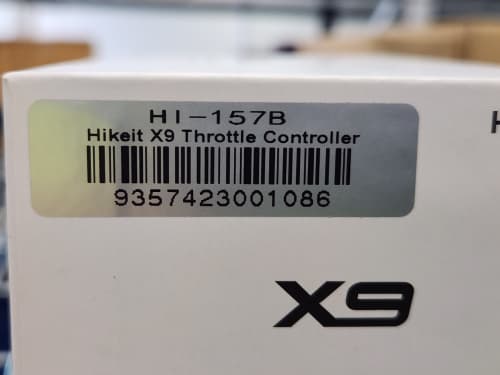 HI-157B
Hikeit X9 Throttle Controller
9357423001086
X9